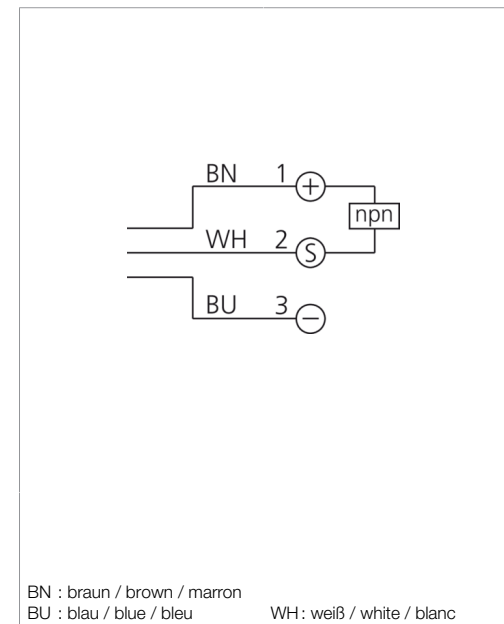 BN 1 +
npn
WH 2 S
BU 3 −
BN : braun / brown / marron
BU : blau / blue / bleu WH : weiß / white / blanc